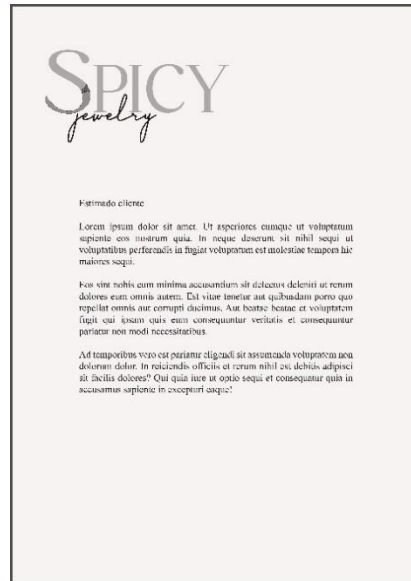 SPICY
jewelry
Estimado cliente
Lorem ipsum dolor sit amet. Ut asperiores cumque ut voluptatum
sapiente eos nostrum quia. In neque deserunt sit nihil sequi ut
voluptatibus perferendis in fugiat voluptatum est molestiae tempora hic
maiores sequi.
Eos sint nobis eum minima accusantium sit delectus deleniti ut rerum
dolores eum omnis autem. Est vitae tenetur aut quibusdam porro quo
repellat omnis aut corrupti ducimus. Aut beatae beatae et voluptatem
fugit qui ipsam quis eum consequuntur veritatis et consequuntur
pariatur non modi necessitatibus.
Ad temporibus vero est pariatur eligendi sit assumenda voluptatem non
dolorum dolor. In reiciendis officiis et rerum nihil est debitis adipisci
sit facilis dolores? Qui quia iure ut optio sequi et consequatur quia in
accusamus sapiente in excepturi eaque!